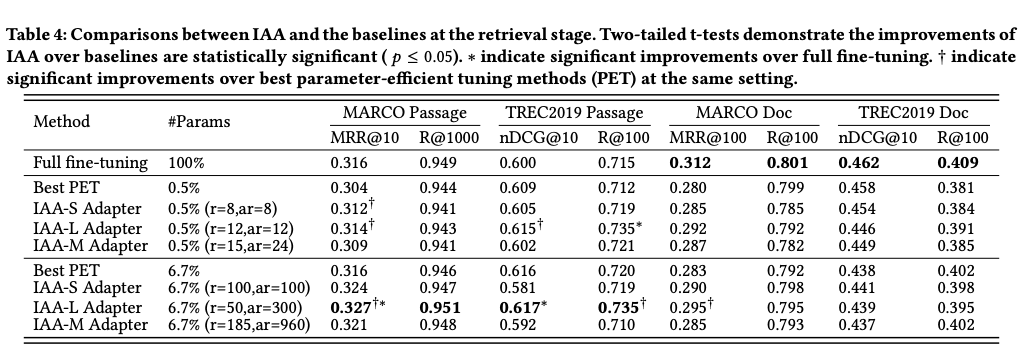 Table 4: Comparisons between IAA and the baselines at the retrieval stage. Two-tailed t-tests demonstrate the improvements of
IAA over baselines are statistically significant ( p ≤ 0.05). ∗ indicate significant improvements over full fine-tuning. † indicate
significant improvements over best parameter-efficient tuning methods (PET) at the same setting.
Method #Params MARCO Passage TREC2019 Passage MARCO Doc TREC2019 Doc
MRR@10 R@1000 nDCG@10 R@100 MRR@100 R@100 nDCG@10 R@100
Full fine-tuning 100% 0.316 0.949 0.600 0.715 0.312 0.801 0.462 0.409
Best PET 0.5% 0.304 0.944 0.609 0.712 0.280 0.799 0.458 0.381
IAA-S Adapter 0.5% (r=8,ar=8) 0.312† 0.941 0.605 0.719 0.285 0.785 0.454 0.384
IAA-L Adapter 0.5% (r=12,ar=12) 0.314† 0.943 0.615† 0.735∗ 0.292 0.792 0.446 0.391
IAA-M Adapter 0.5% (r=15,ar=24) 0.309 0.941 0.602 0.721 0.287 0.782 0.449 0.385
Best PET 6.7% 0.316 0.946 0.616 0.720 0.283 0.792 0.438 0.402
IAA-S Adapter 6.7% (r=100,ar=100) 0.324 0.947 0.581 0.719 0.290 0.798 0.441 0.398
IAA-L Adapter 6.7% (r=50,ar=300) 0.327†∗ 0.951 0.617∗ 0.735† 0.295† 0.795 0.439 0.395
IAA-M Adapter 6.7% (r=185,ar=960) 0.321 0.948 0.592 0.710 0.285 0.793 0.437 0.402